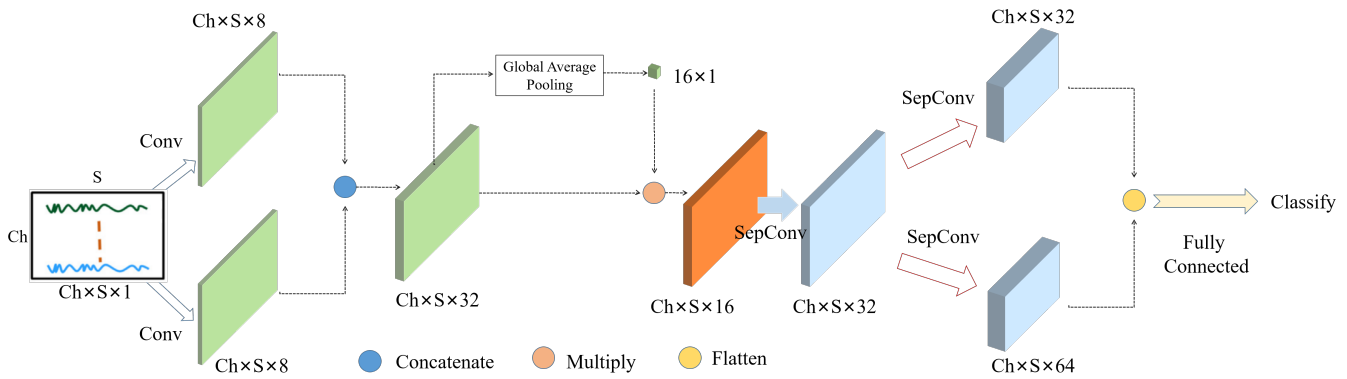 Ch×S×8
Ch×S×32
Global Average
Pooling
16×1
SepConv
Conv
S
Ch
Ch×S×1
SepConv
Classify
SepConv
Fully
Connected
Ch×S×32
Ch×S×16
Ch×S×32
Conv
Ch×S×8
Concatenate
Multiply
Flatten
Ch×S×64